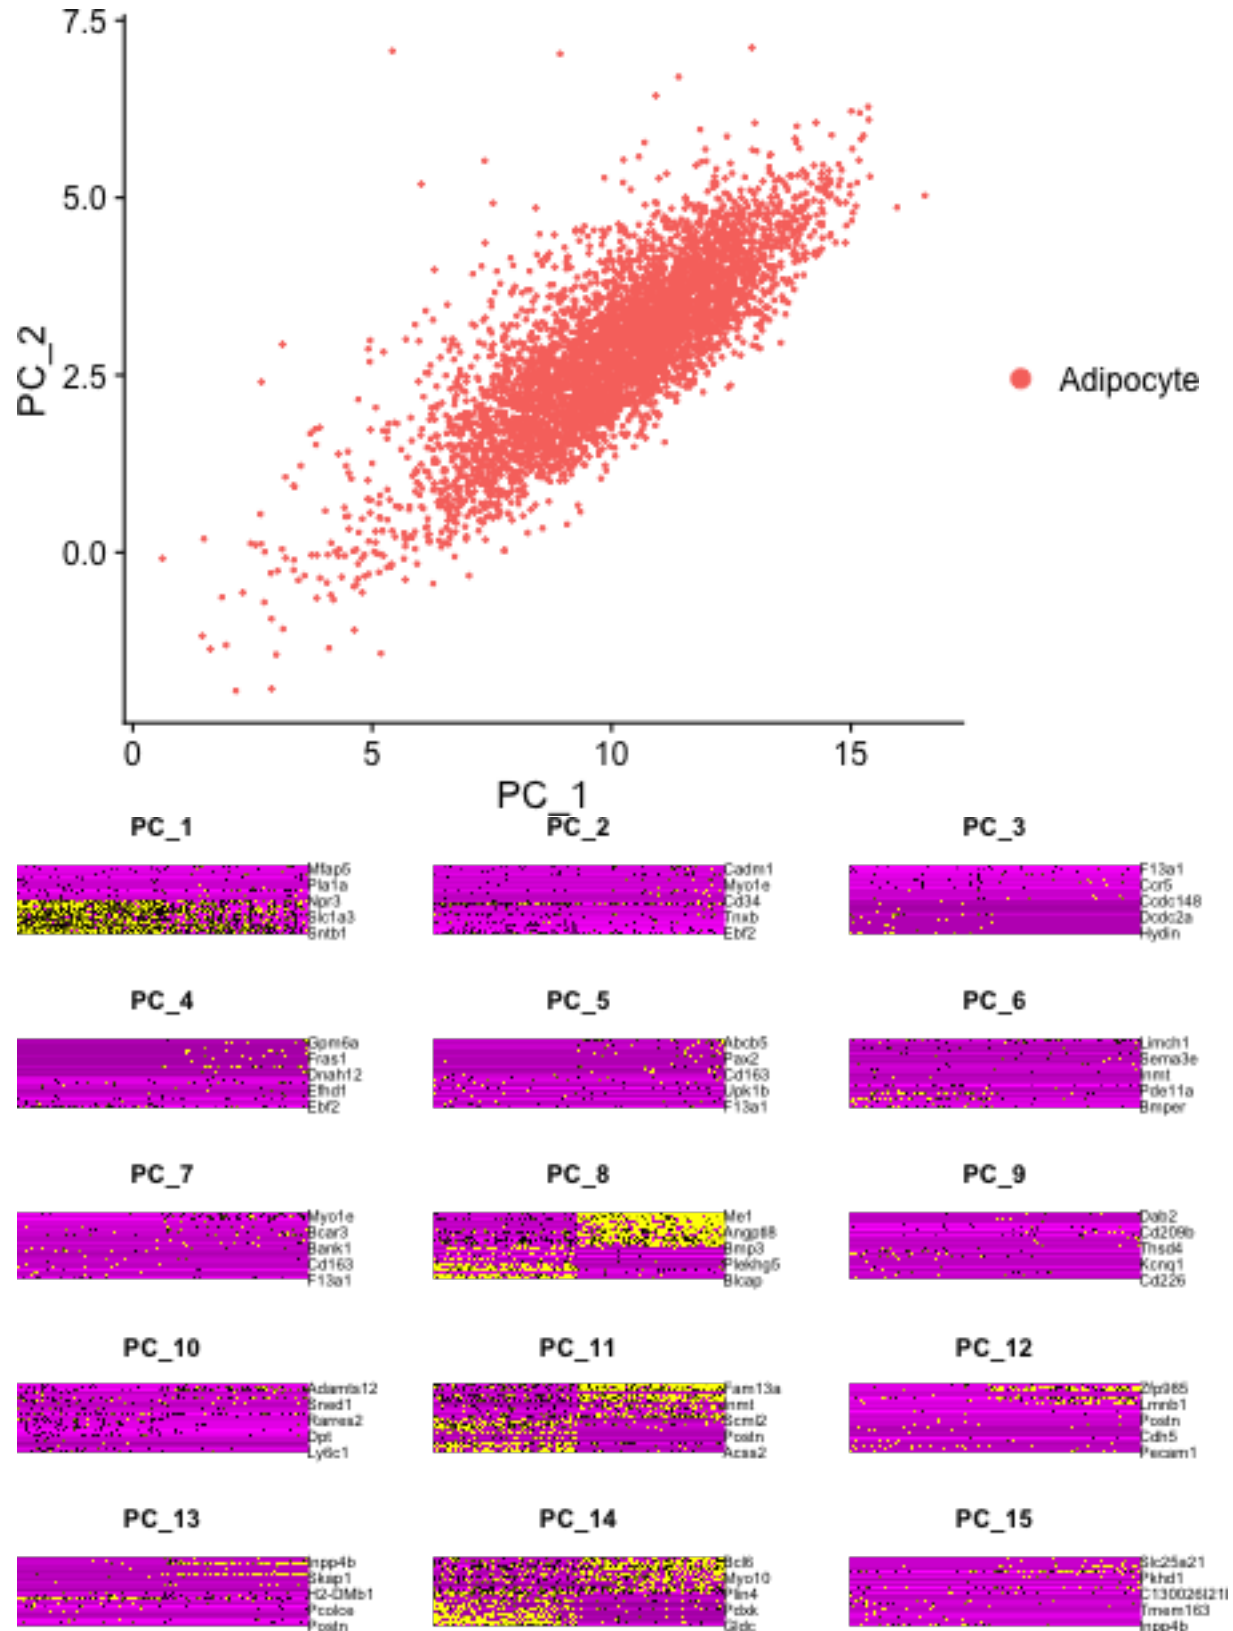 7.5
5.0
2.5
0.0
PC_2
Adipocyte
0 5 10 15
PC_1
PC_1 PC_2 PC_3
Mfap5 Cadm1 F13a1
Pla1a Myo1e Ccr5
Npr3 Cd34 Ccdc148
Slc1a3 Tnxb Dcdc2a
Sntb1 Ebf2 Hydin
PC_4 PC_5 PC_6
Gpm6a Abcb5 Limch1
Fras1 Pax2 Sema3e
Dnah12 Cd163 Inmt
Efhd1 Upk1b Pde11a
Ebf2 F13a1 Bmper
PC_7 PC_8 PC_9
Myo1e Me1 Dab2
Bcar3 Angptl8 Cd209b
Bank1 Bmp3 Thsd4
Cd163 Plekhg5 Kcnq1
F13a1 Blcap Cd226
PC_10 PC_11 PC_12
Adamts12 Fam13a Zfp985
Sned1 Inmt Lmnb1
Scml2 Postn
Dpt Postn Cdh5
Ly6c1 Acss2 Pecam1
PC_13 PC_14 PC_15
Inpp4b Bcl6 Slc25a21
Skap1 Myo10 Pkhd1
H2-DMb1 Plin4
Pcolce Pdxk Tmem163
Postn Gldc Inpp4b